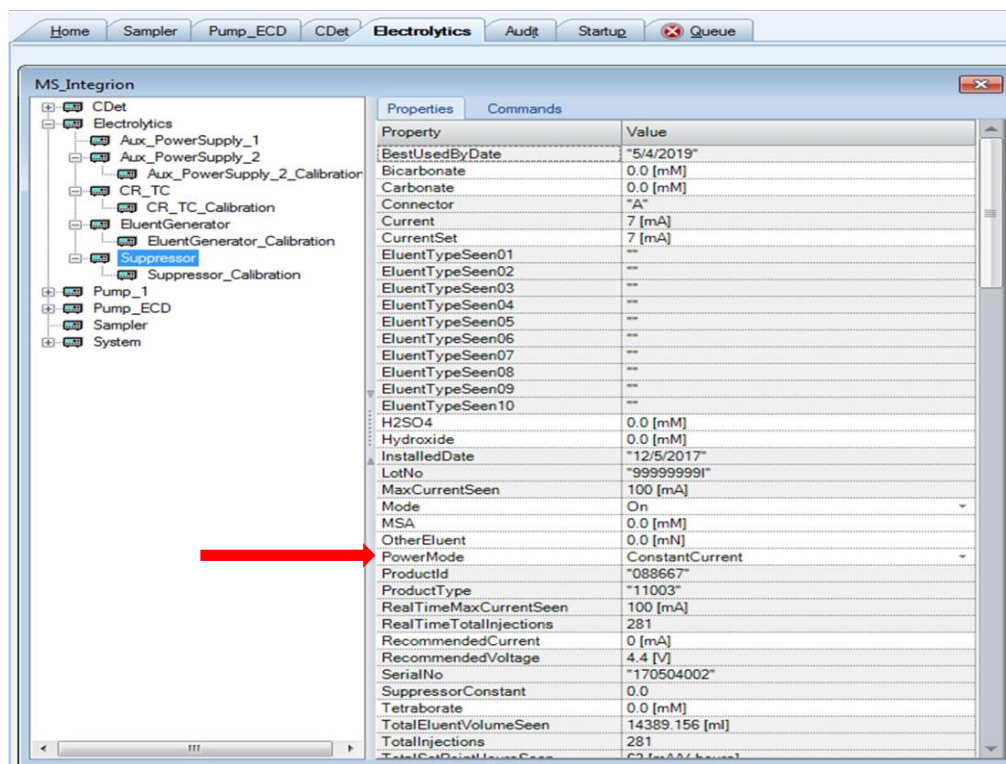 Home Sampler Pump_ECD CDet Electrolytics Audit Startup Queue
MS_Integrion
CDet
Electrolytics
Aux_PowerSupply_1
Aux_PowerSupply_2
Aux_PowerSupply_2_Calibration
CR_TC
CR_TC_Calibration
EluentGenerator
EluentGenerator_Calibration
Suppressor
Suppressor_Calibration
Pump_1
Pump_ECD
Sampler
System
Properties Commands
Property Value
BestUsedByDate "5/4/2019"
Bicarbonate 0.0 [mM]
Carbonate 0.0 [mM]
Connector "A"
Current 7 [mA]
CurrentSet 7 [mA]
EluentTypeSeen01 ""
EluentTypeSeen02 ""
EluentTypeSeen03 ""
EluentTypeSeen04 ""
EluentTypeSeen05 ""
EluentTypeSeen06 ""
EluentTypeSeen07 ""
EluentTypeSeen08 ""
EluentTypeSeen09 ""
EluentTypeSeen10 ""
H2SO4 0.0 [mM]
Hydroxide 0.0 [mM]
InstalledDate "12/5/2017"
LotNo "99999999I"
MaxCurrentSeen 100 [mA]
Mode On
MSA 0.0 [mM]
OtherEluent 0.0 [mN]
PowerMode ConstantCurrent
ProductId "088667"
ProductType "11003"
RealTimeMaxCurrentSeen 100 [mA]
RealTimeTotalInjections 281
RecommendedCurrent 0 [mA]
RecommendedVoltage 4.4 [V]
SerialNo "170504002"
SuppressorConstant 0.0
Tetraborate 0.0 [mM]
TotalEluentVolumeSeen 14389.156 [ml]
TotalInjections 281